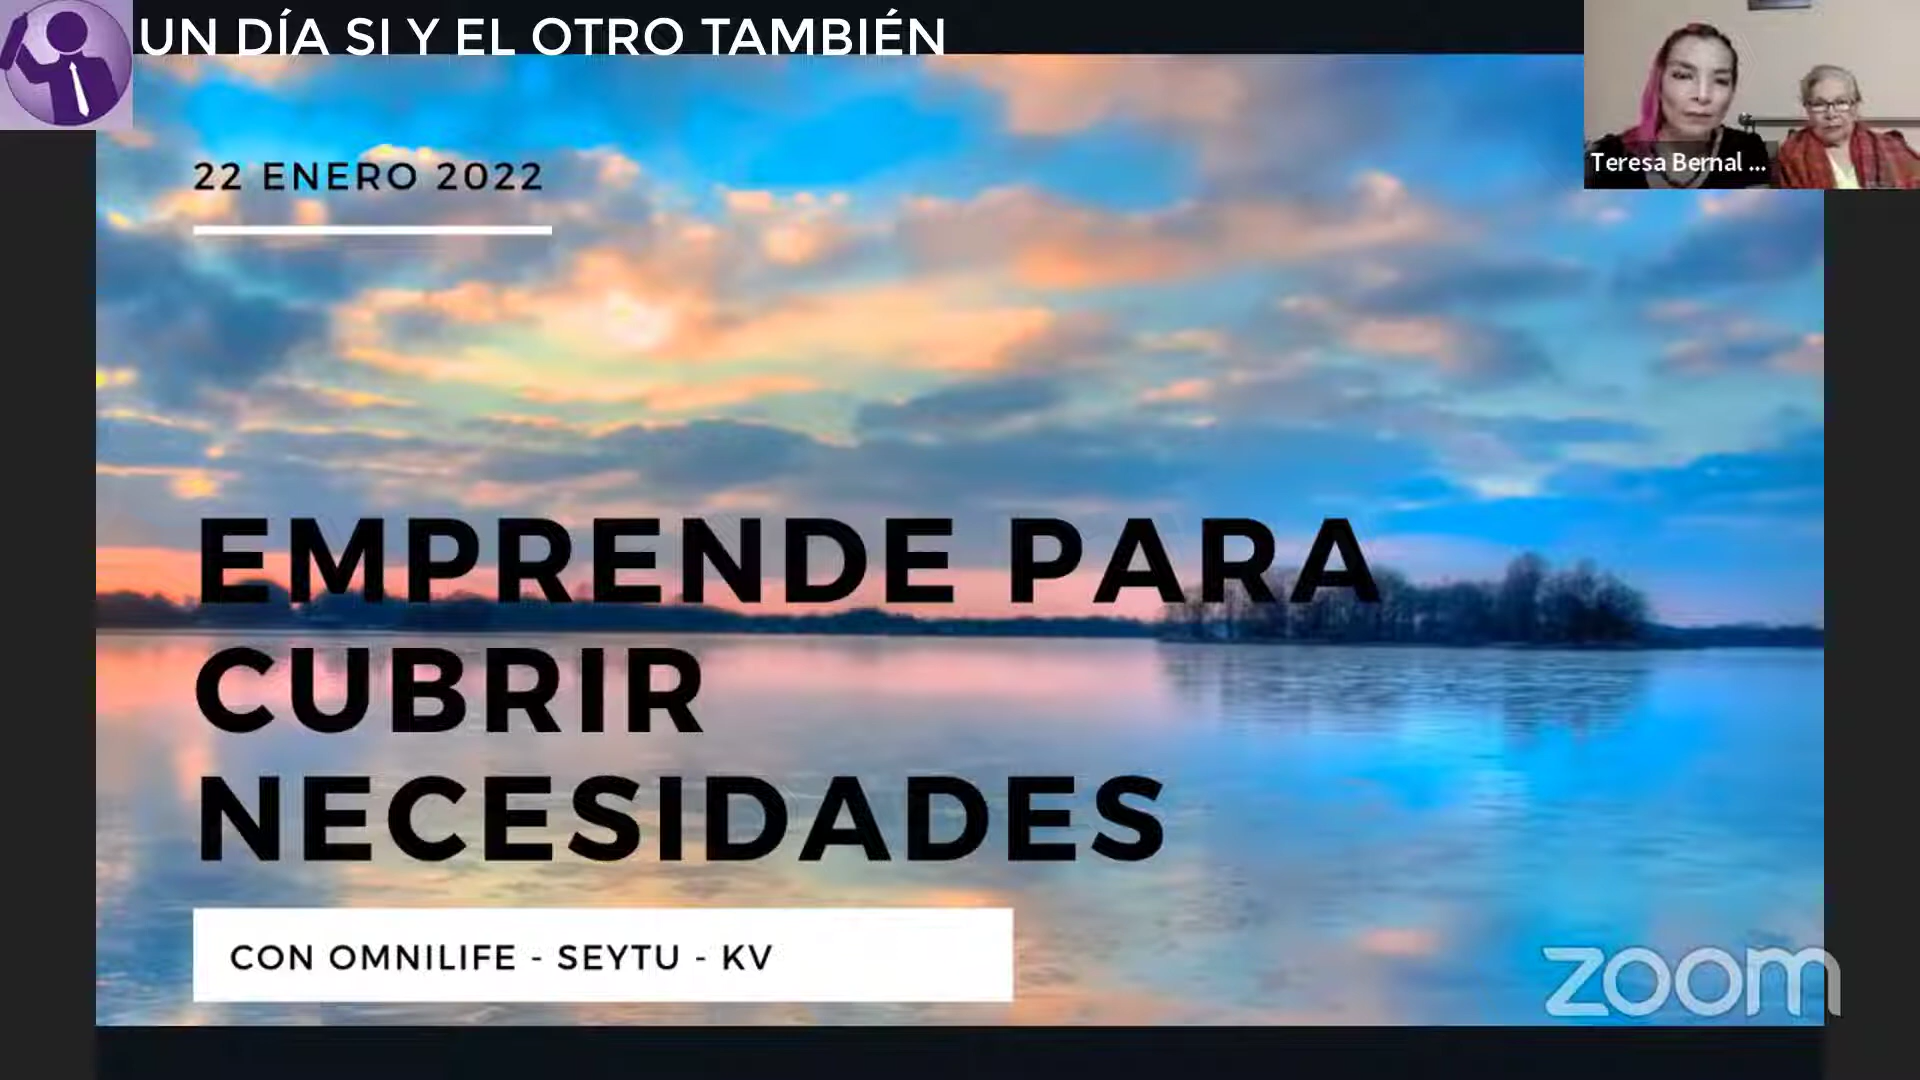 UN DÍA SI Y EL OTRO TAMBIÉN
Teresa Bernal ...
22 ENERO 2022
EMPRENDE PARA
CUBRIR
NECESIDADES
CON OMNILIFE - SEYTU - KV
zoom